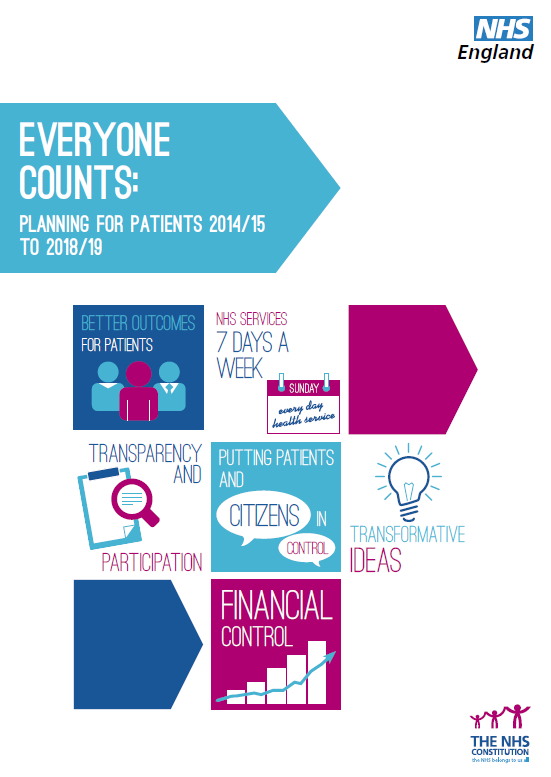 NHS
England
EVERYONE
COUNTS:
PLANNING FOR PATIENTS 2014/15
TO 2018/19
BETTER OUTCOMES
FOR PATIENTS
NHS SERVICES
7 DAYS A
WEEK
SUNDAY
every day
health service
TRANSPARENCY
AND
PARTICIPATION
PUTTING PATIENTS
AND
CITIZENS IN
CONTROL
TRANSFORMATIVE
IDEAS
FINANCIAL
CONTROL
THE NHS
CONSTITUTION
the NHS belongs to us all